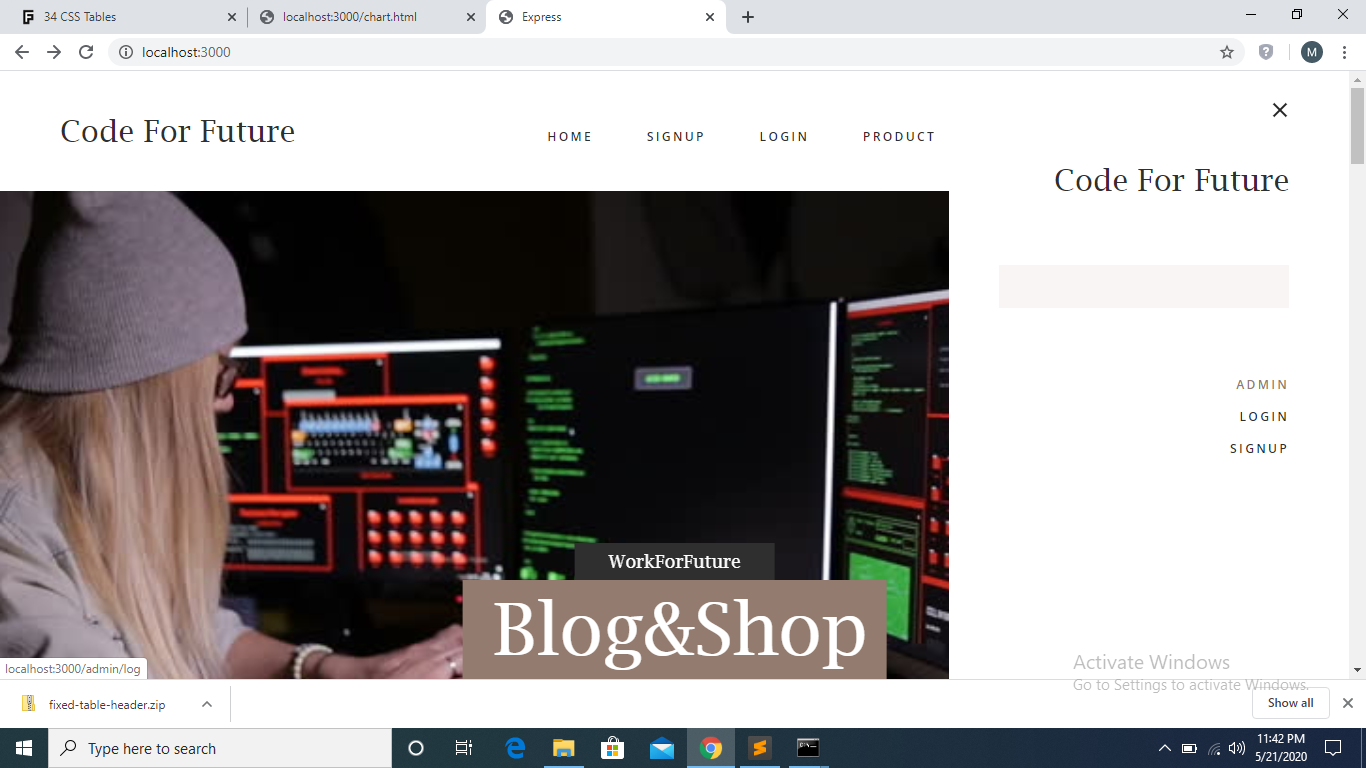 34 CSS Tables
localhost:3000/chart.html
Express
localhost:3000
M
Code For Future
HOME SIGNUP LOGIN PRODUCT
Code For Future
ADMIN
LOGIN
SIGNUP
WorkForFuture
Blog&Shop
localhost:3000/admin/log
Activate Windows
Go to Settings to activate Windows.
fixed-table-header.zip
Show all
Type here to search
11:42 PM
5/21/2020